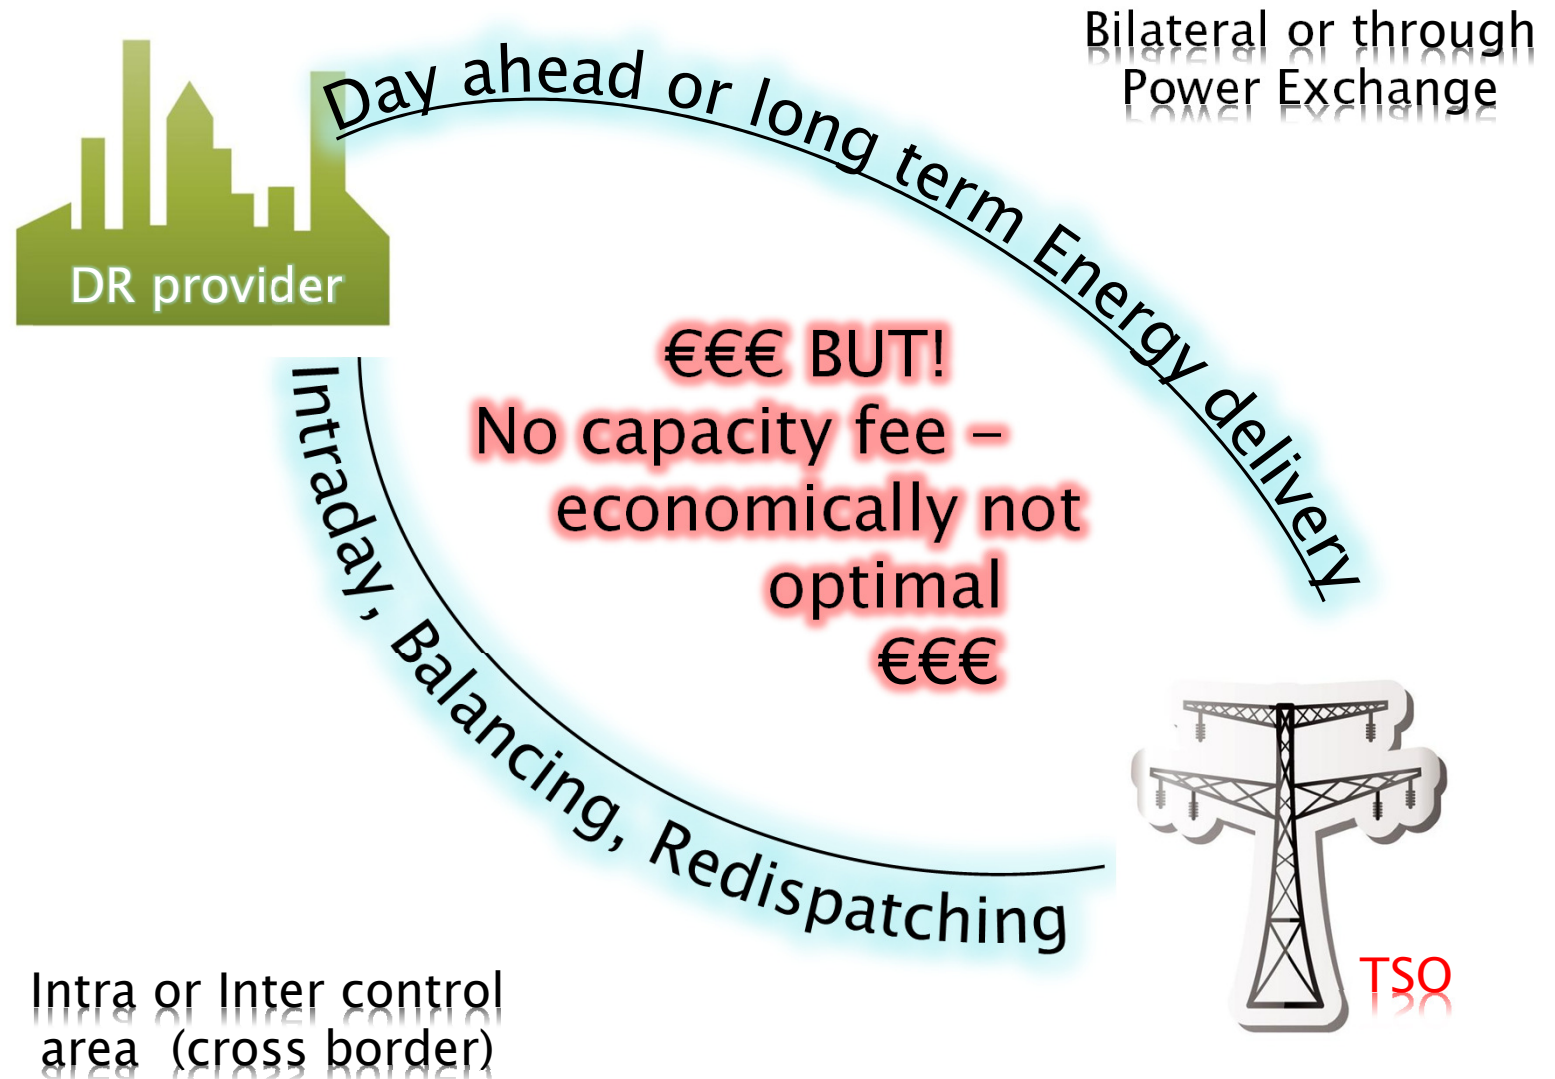 Bilateral or through
Power Exchange
Day ahead or long term Energy delivery
DR provider
€€€ BUT!
No capacity fee –
economically not
optimal
€€€
Intraday, Balancing, Redispatching
TSO
Intra or Inter control
area (cross border)